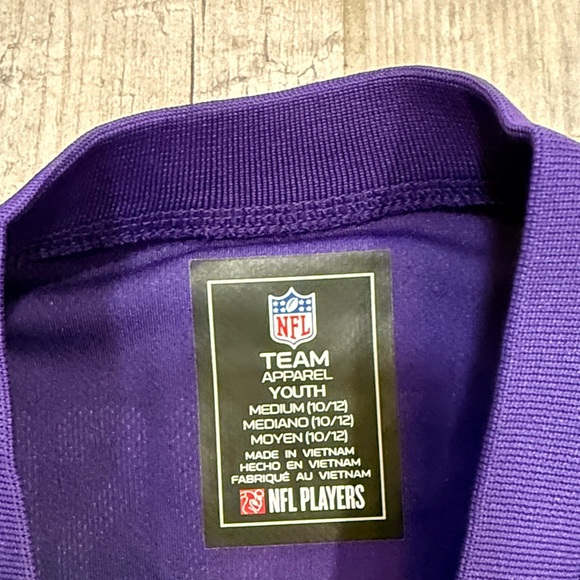 NFL
TEAM
APPAREL
YOUTH
MEDIUM (10/12)
MEDIANO (10/12)
MOYEN (10/12)
MADE IN VIETNAM
HECHO EN VIETNAM
FABRIQUÉ AU VIETNAM
NFL PLAYERS